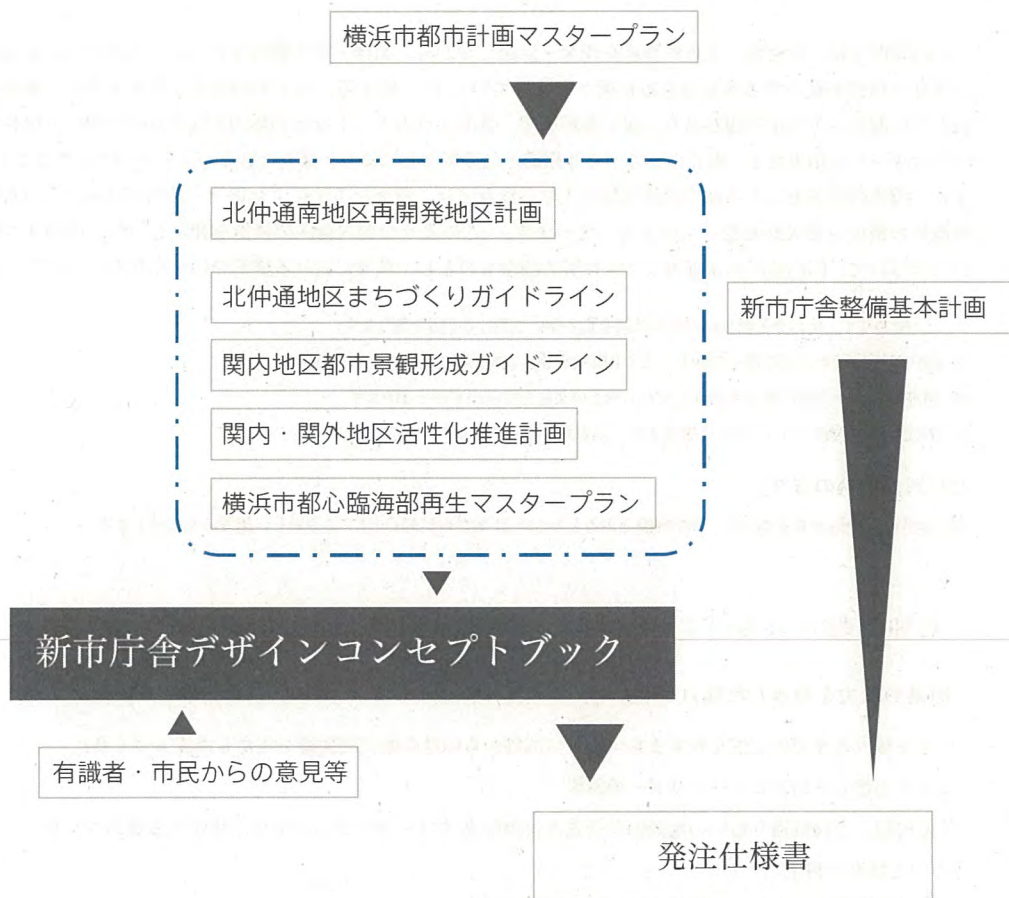 横浜市都市計画マスタープラン
北仲通南地区再開発地区計画
北仲通地区まちづくりガイドライン
関内地区都市景観形成ガイドライン
関内・関外地区活性化推進計画
横浜市都心臨海部再生マスタープラン
新市庁舎整備基本計画
新市庁舎デザインコンセプトブック
有識者・市民からの意見等
発注仕様書